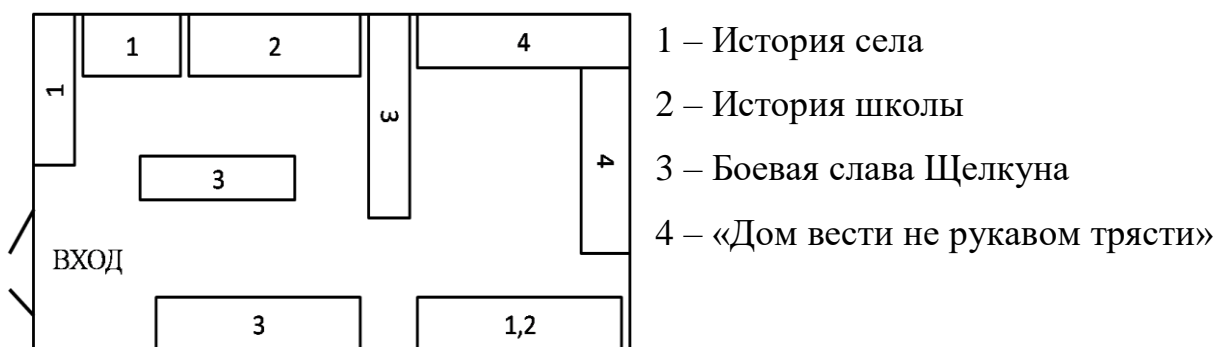 1
1
2
3
4
4
3
ВХОД
3
1,2
1 – История села
2 – История школы
3 – Боевая слава Щелкуна
4 – «Дом вести не рукавом трясти»